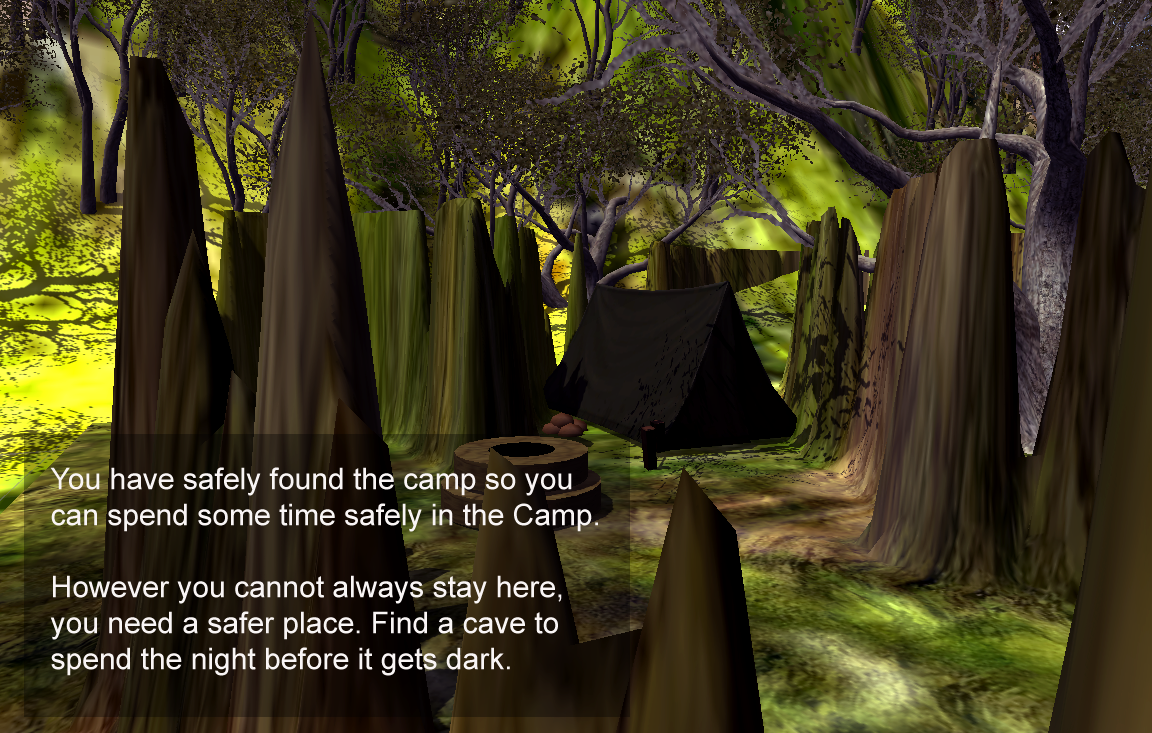 You have safely found the camp so you
can spend some time safely in the Camp.
However you cannot always stay here,
you need a safer place. Find a cave to
spend the night before it gets dark.